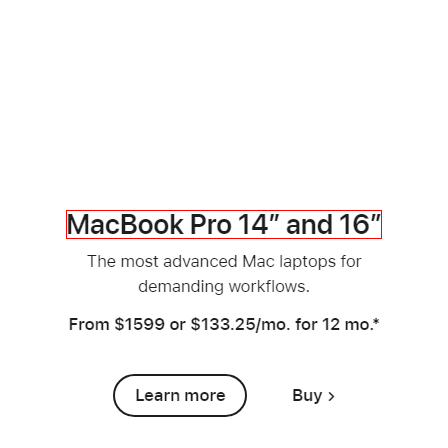 MacBook Pro 14” and 16”
The most advanced Mac laptops for
demanding workflows.
From $1599 or $133.25/mo. for 12 mo.*
Learn more
Buy >